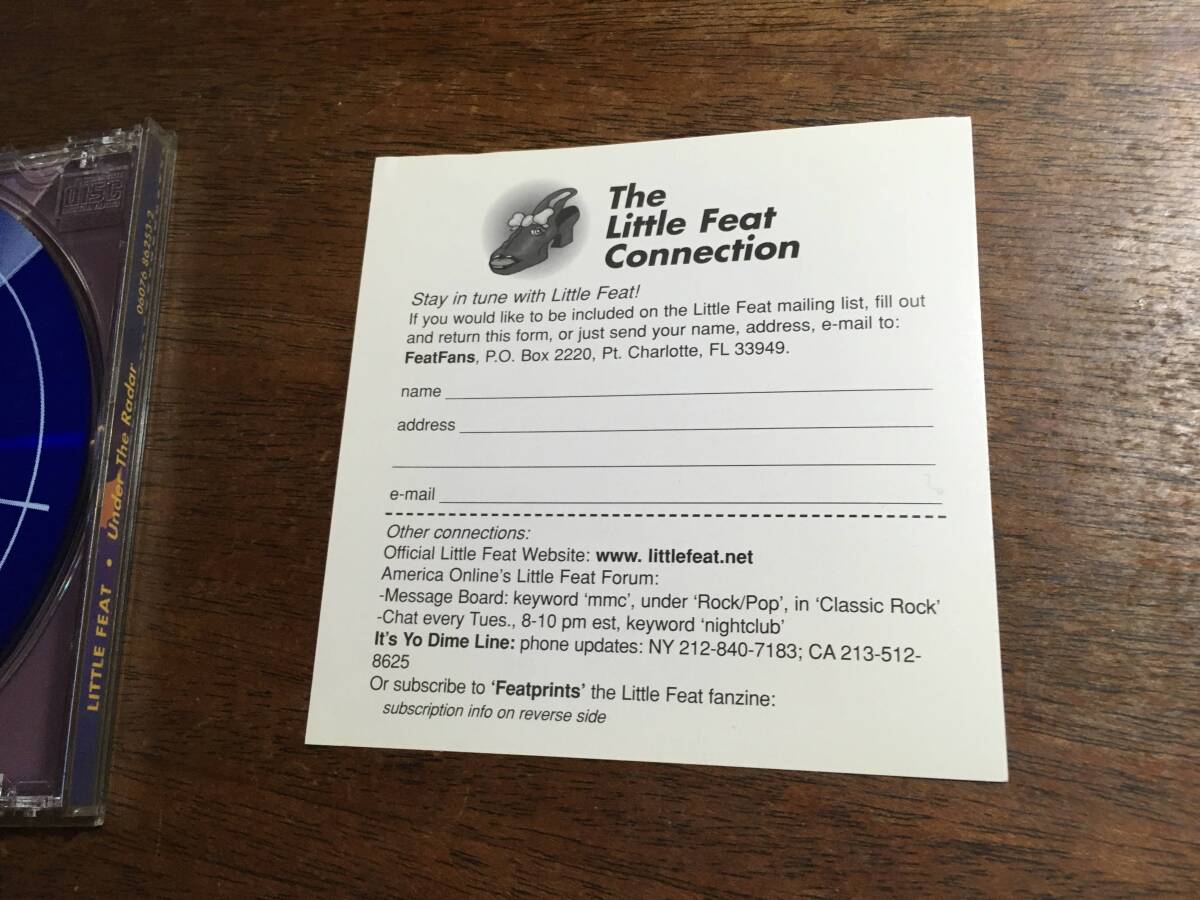 The
Little Feat
Connection
Stay in tune with Little Feat!
If you would like to be included on the Little Feat mailing list, fill out
and return this form, or just send your name, address, e-mail to:
FeatFans, P.O. Box 2220, Pt. Charlotte, FL 33949.
name
address
e-mail
Other connections:
Official Little Feat Website: www. littlefeat.net
America Online's Little Feat Forum:
-Message Board: keyword 'mmc', under 'Rock/Pop', in 'Classic Rock'
-Chat every Tues., 8-10 pm est, keyword 'nightclub'
It's Yo Dime Line: phone updates: NY 212-840-7183; CA 213-512-
8625
Or subscribe to 'Featprints' the Little Feat fanzine:
subscription info on reverse side
LITTLE FEAT • Under The Radar 06076 86253-2
DISC